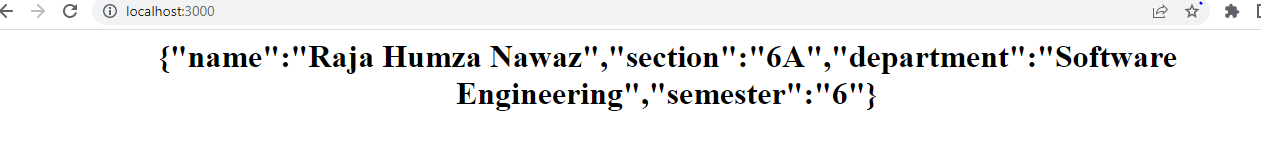 localhost:3000
{"name":"Raja Humza Nawaz","section":"6A","department":"Software
Engineering","semester":"6"}